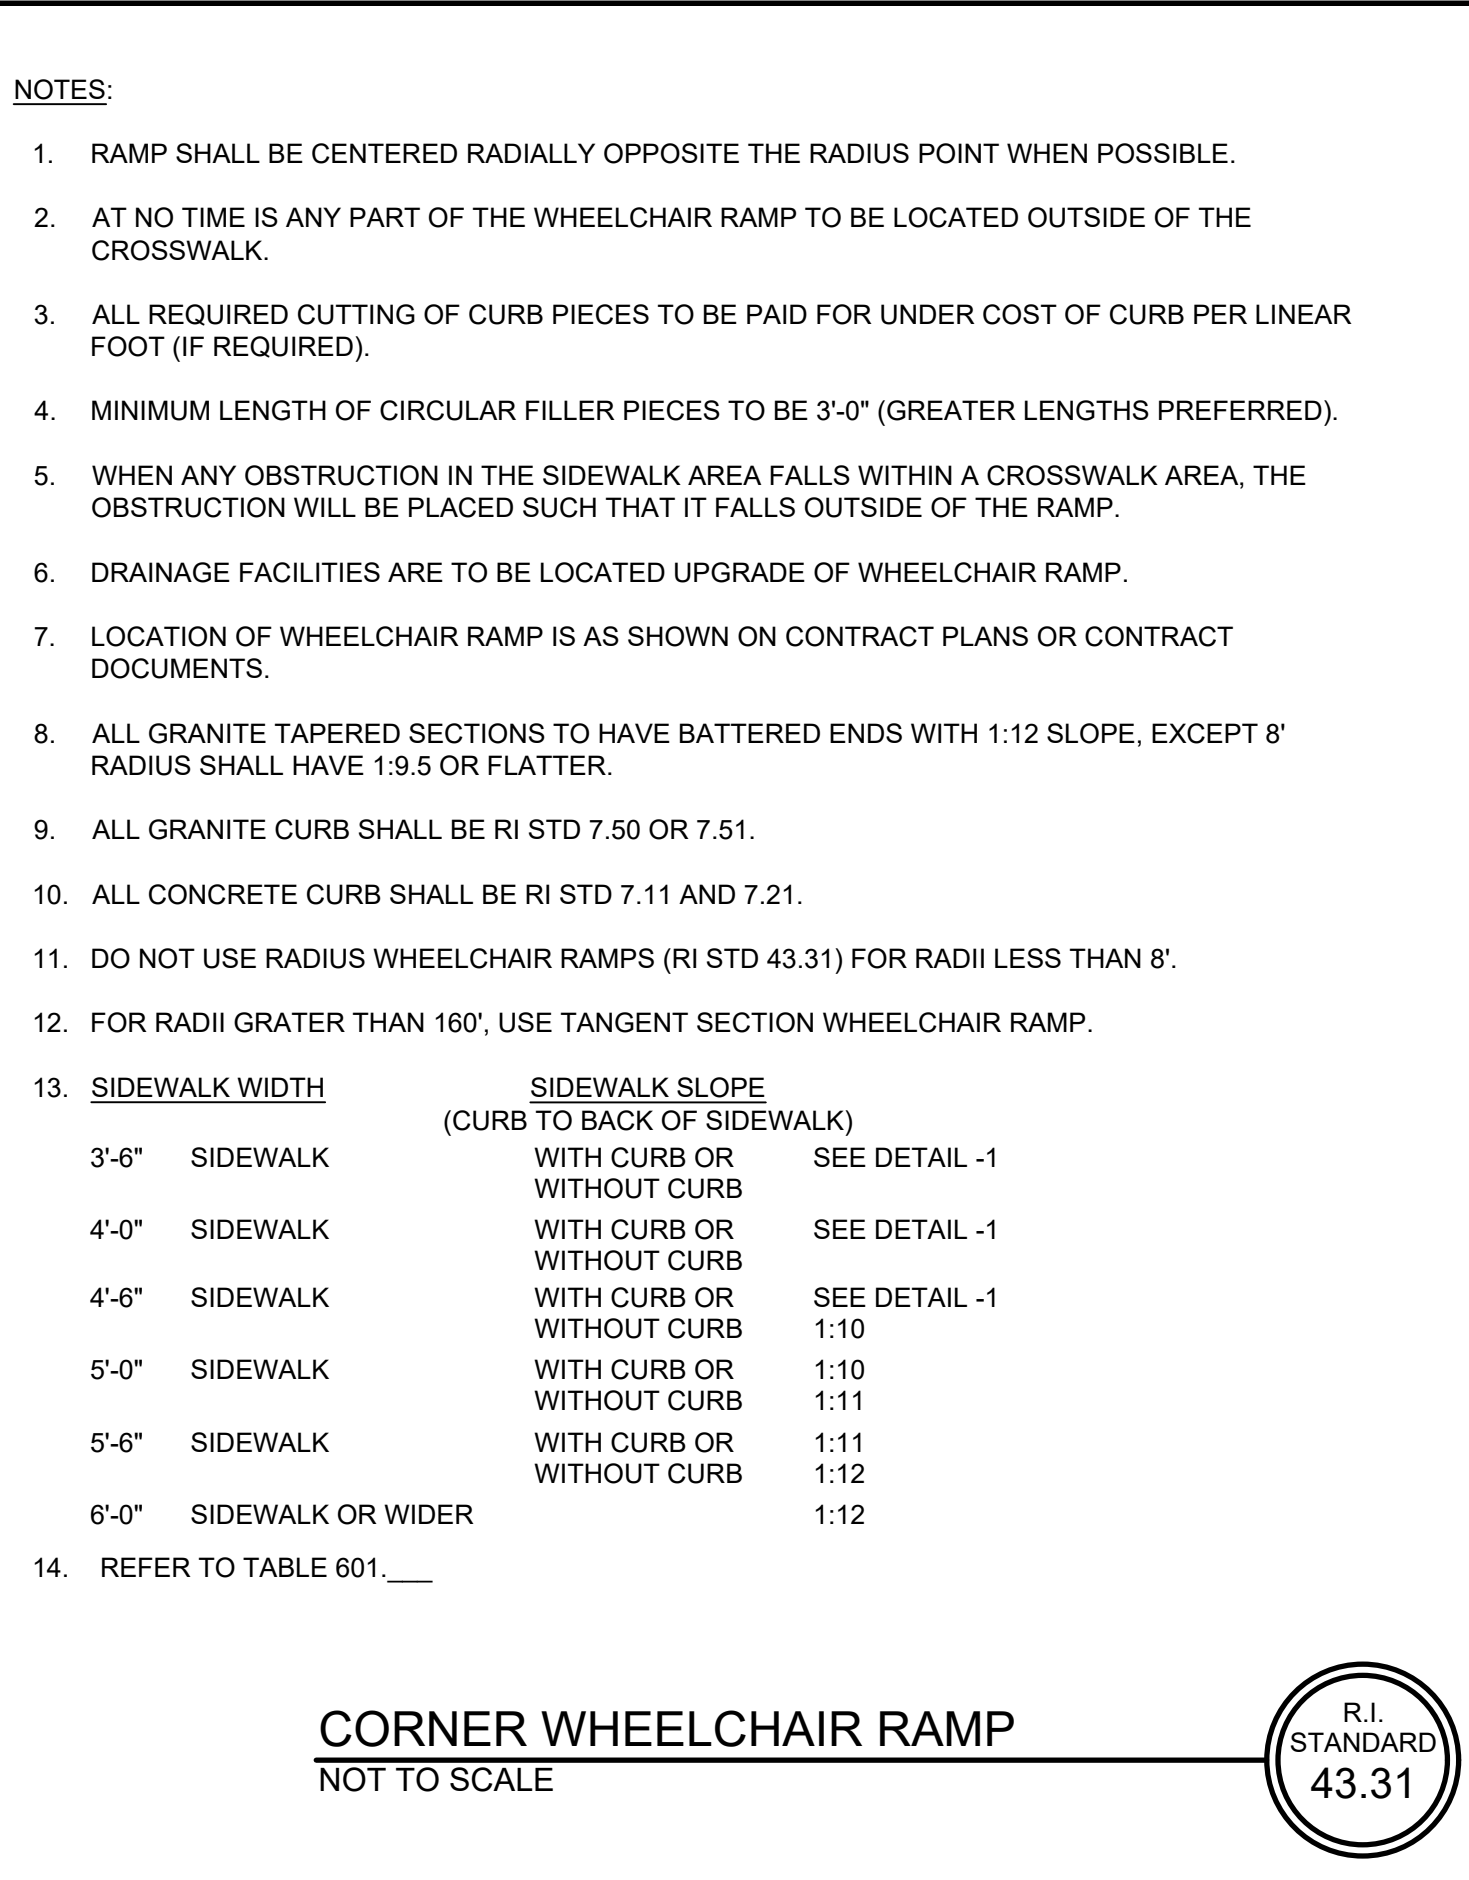 NOTES:
1. RAMP SHALL BE CENTERED RADIALLY OPPOSITE THE RADIUS POINT WHEN POSSIBLE.
2. AT NO TIME IS ANY PART OF THE WHEELCHAIR RAMP TO BE LOCATED OUTSIDE OF THE
CROSSWALK.
3. ALL REQUIRED CUTTING OF CURB PIECES TO BE PAID FOR UNDER COST OF CURB PER LINEAR
FOOT (IF REQUIRED).
4. MINIMUM LENGTH OF CIRCULAR FILLER PIECES TO BE 3'-0" (GREATER LENGTHS PREFERRED).
5. WHEN ANY OBSTRUCTION IN THE SIDEWALK AREA FALLS WITHIN A CROSSWALK AREA, THE
OBSTRUCTION WILL BE PLACED SUCH THAT IT FALLS OUTSIDE OF THE RAMP.
6. DRAINAGE FACILITIES ARE TO BE LOCATED UPGRADE OF WHEELCHAIR RAMP.
7. LOCATION OF WHEELCHAIR RAMP IS AS SHOWN ON CONTRACT PLANS OR CONTRACT
DOCUMENTS.
8. ALL GRANITE TAPERED SECTIONS TO HAVE BATTERED ENDS WITH 1:12 SLOPE, EXCEPT 8'
RADIUS SHALL HAVE 1:9.5 OR FLATTER.
9. ALL GRANITE CURB SHALL BE RI STD 7.50 OR 7.51.
10. ALL CONCRETE CURB SHALL BE RI STD 7.11 AND 7.21.
11. DO NOT USE RADIUS WHEELCHAIR RAMPS (RI STD 43.31) FOR RADII LESS THAN 8'.
12. FOR RADII GRATER THAN 160', USE TANGENT SECTION WHEELCHAIR RAMP.
13. SIDEWALK WIDTH SIDEWALK SLOPE
(CURB TO BACK OF SIDEWALK)
3'-6" SIDEWALK WITH CURB OR SEE DETAIL -1
WITHOUT CURB
4'-0" SIDEWALK WITH CURB OR SEE DETAIL -1
WITHOUT CURB
4'-6" SIDEWALK WITH CURB OR SEE DETAIL -1
WITHOUT CURB 1:10
5'-0" SIDEWALK WITH CURB OR 1:10
WITHOUT CURB 1:11
5'-6" SIDEWALK WITH CURB OR 1:11
WITHOUT CURB 1:12
6'-0" SIDEWALK OR WIDER 1:12
14. REFER TO TABLE 601.___
CORNER WHEELCHAIR RAMP
NOT TO SCALE
R.I.
STANDARD
43.31